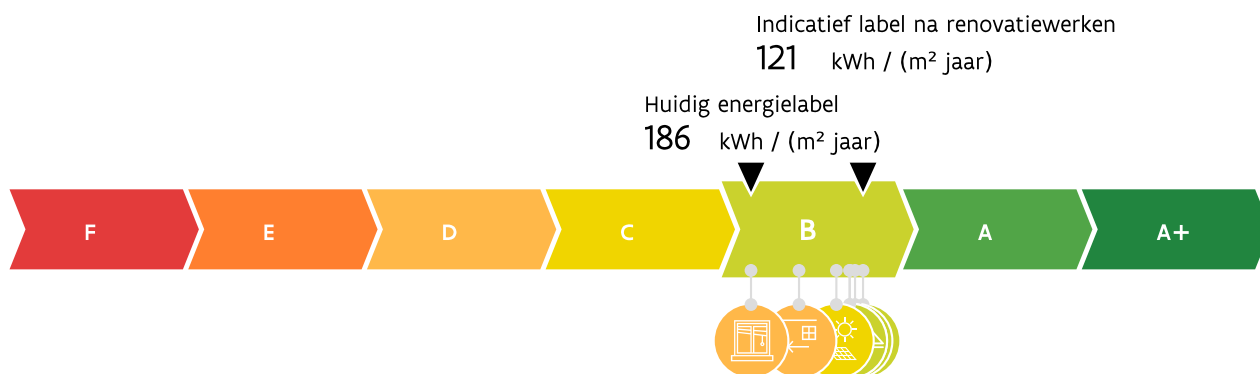 Indicatief label na renovatiewerken
121 kWh / (m² jaar)
Huidig energielabel
186 kWh / (m² jaar)
F E D C B A A+